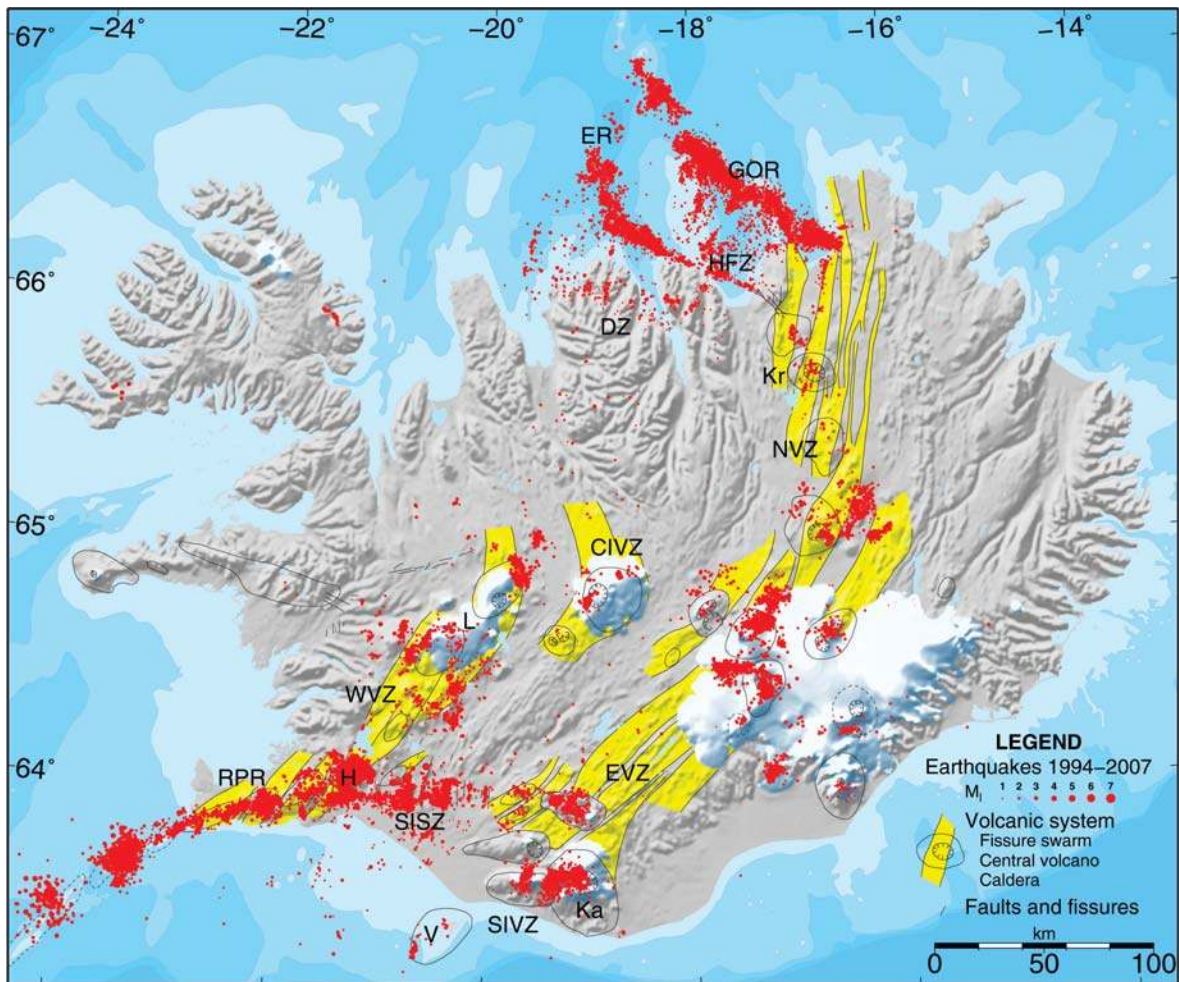 −24° −22° −20° −18° −16° −14°
67°
ER
GOR
66°
HFZ
DZ
Kr
NVZ
65°
CIVZ
L
WVZ
64°
RPR
H
EVZ
SISZ
SIVZ
Ka
V
LEGEND
Earthquakes 1994–2007
Ml 1 2 3 4 5 6 7
Volcanic system
Fissure swarm
Central volcano
Caldera
Faults and fissures
km
0 50 100